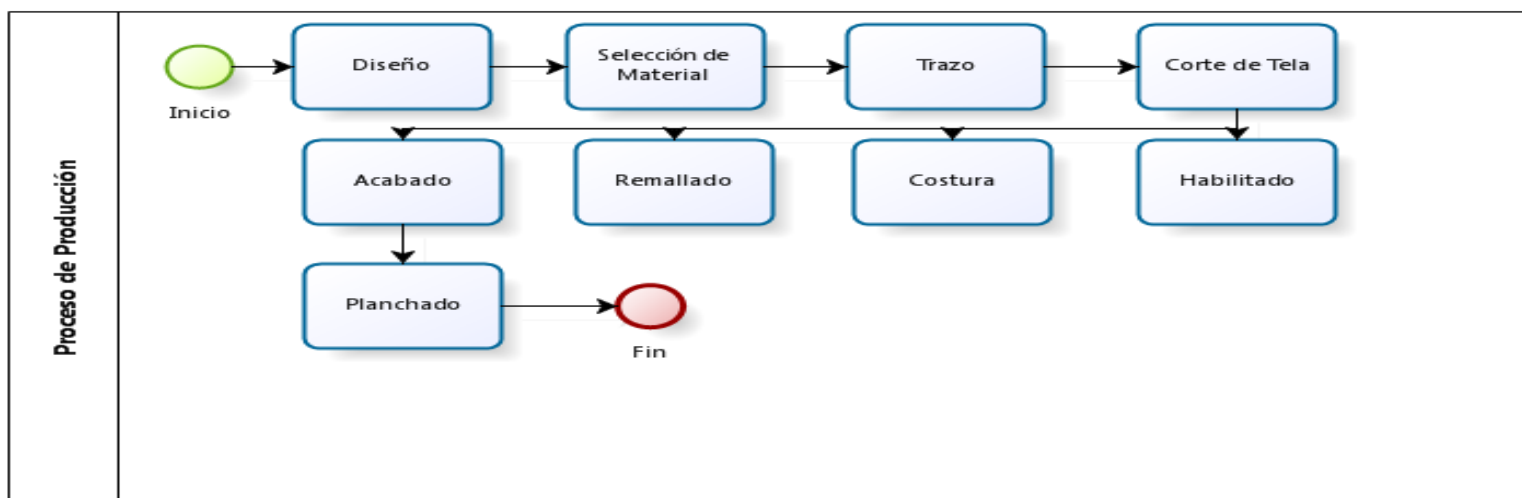 Proceso de Producción
Inicio
Diseño
Selección de
Material
Trazo
Corte de Tela
Acabado
Remallado
Costura
Habilitado
Planchado
Fin